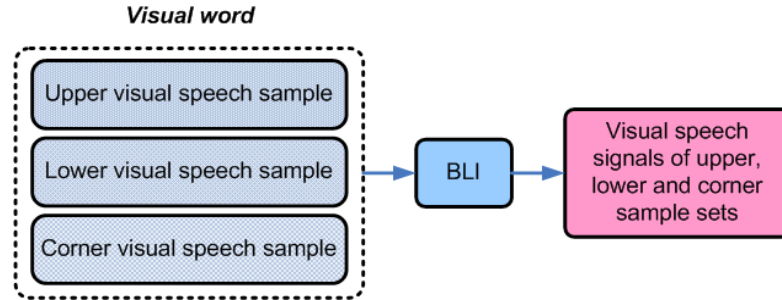 Visual word
Upper visual speech sample
Lower visual speech sample
Corner visual speech sample
BLI
Visual speech
signals of upper,
lower and corner
sample sets